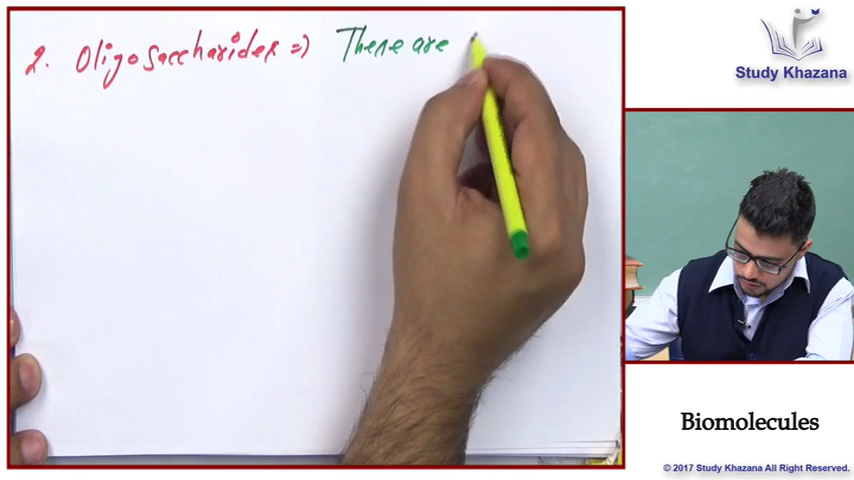 2. Oligosaccharides => There are
Study Khazana
Biomolecules
© 2017 Study Khazana All Right Reserved.